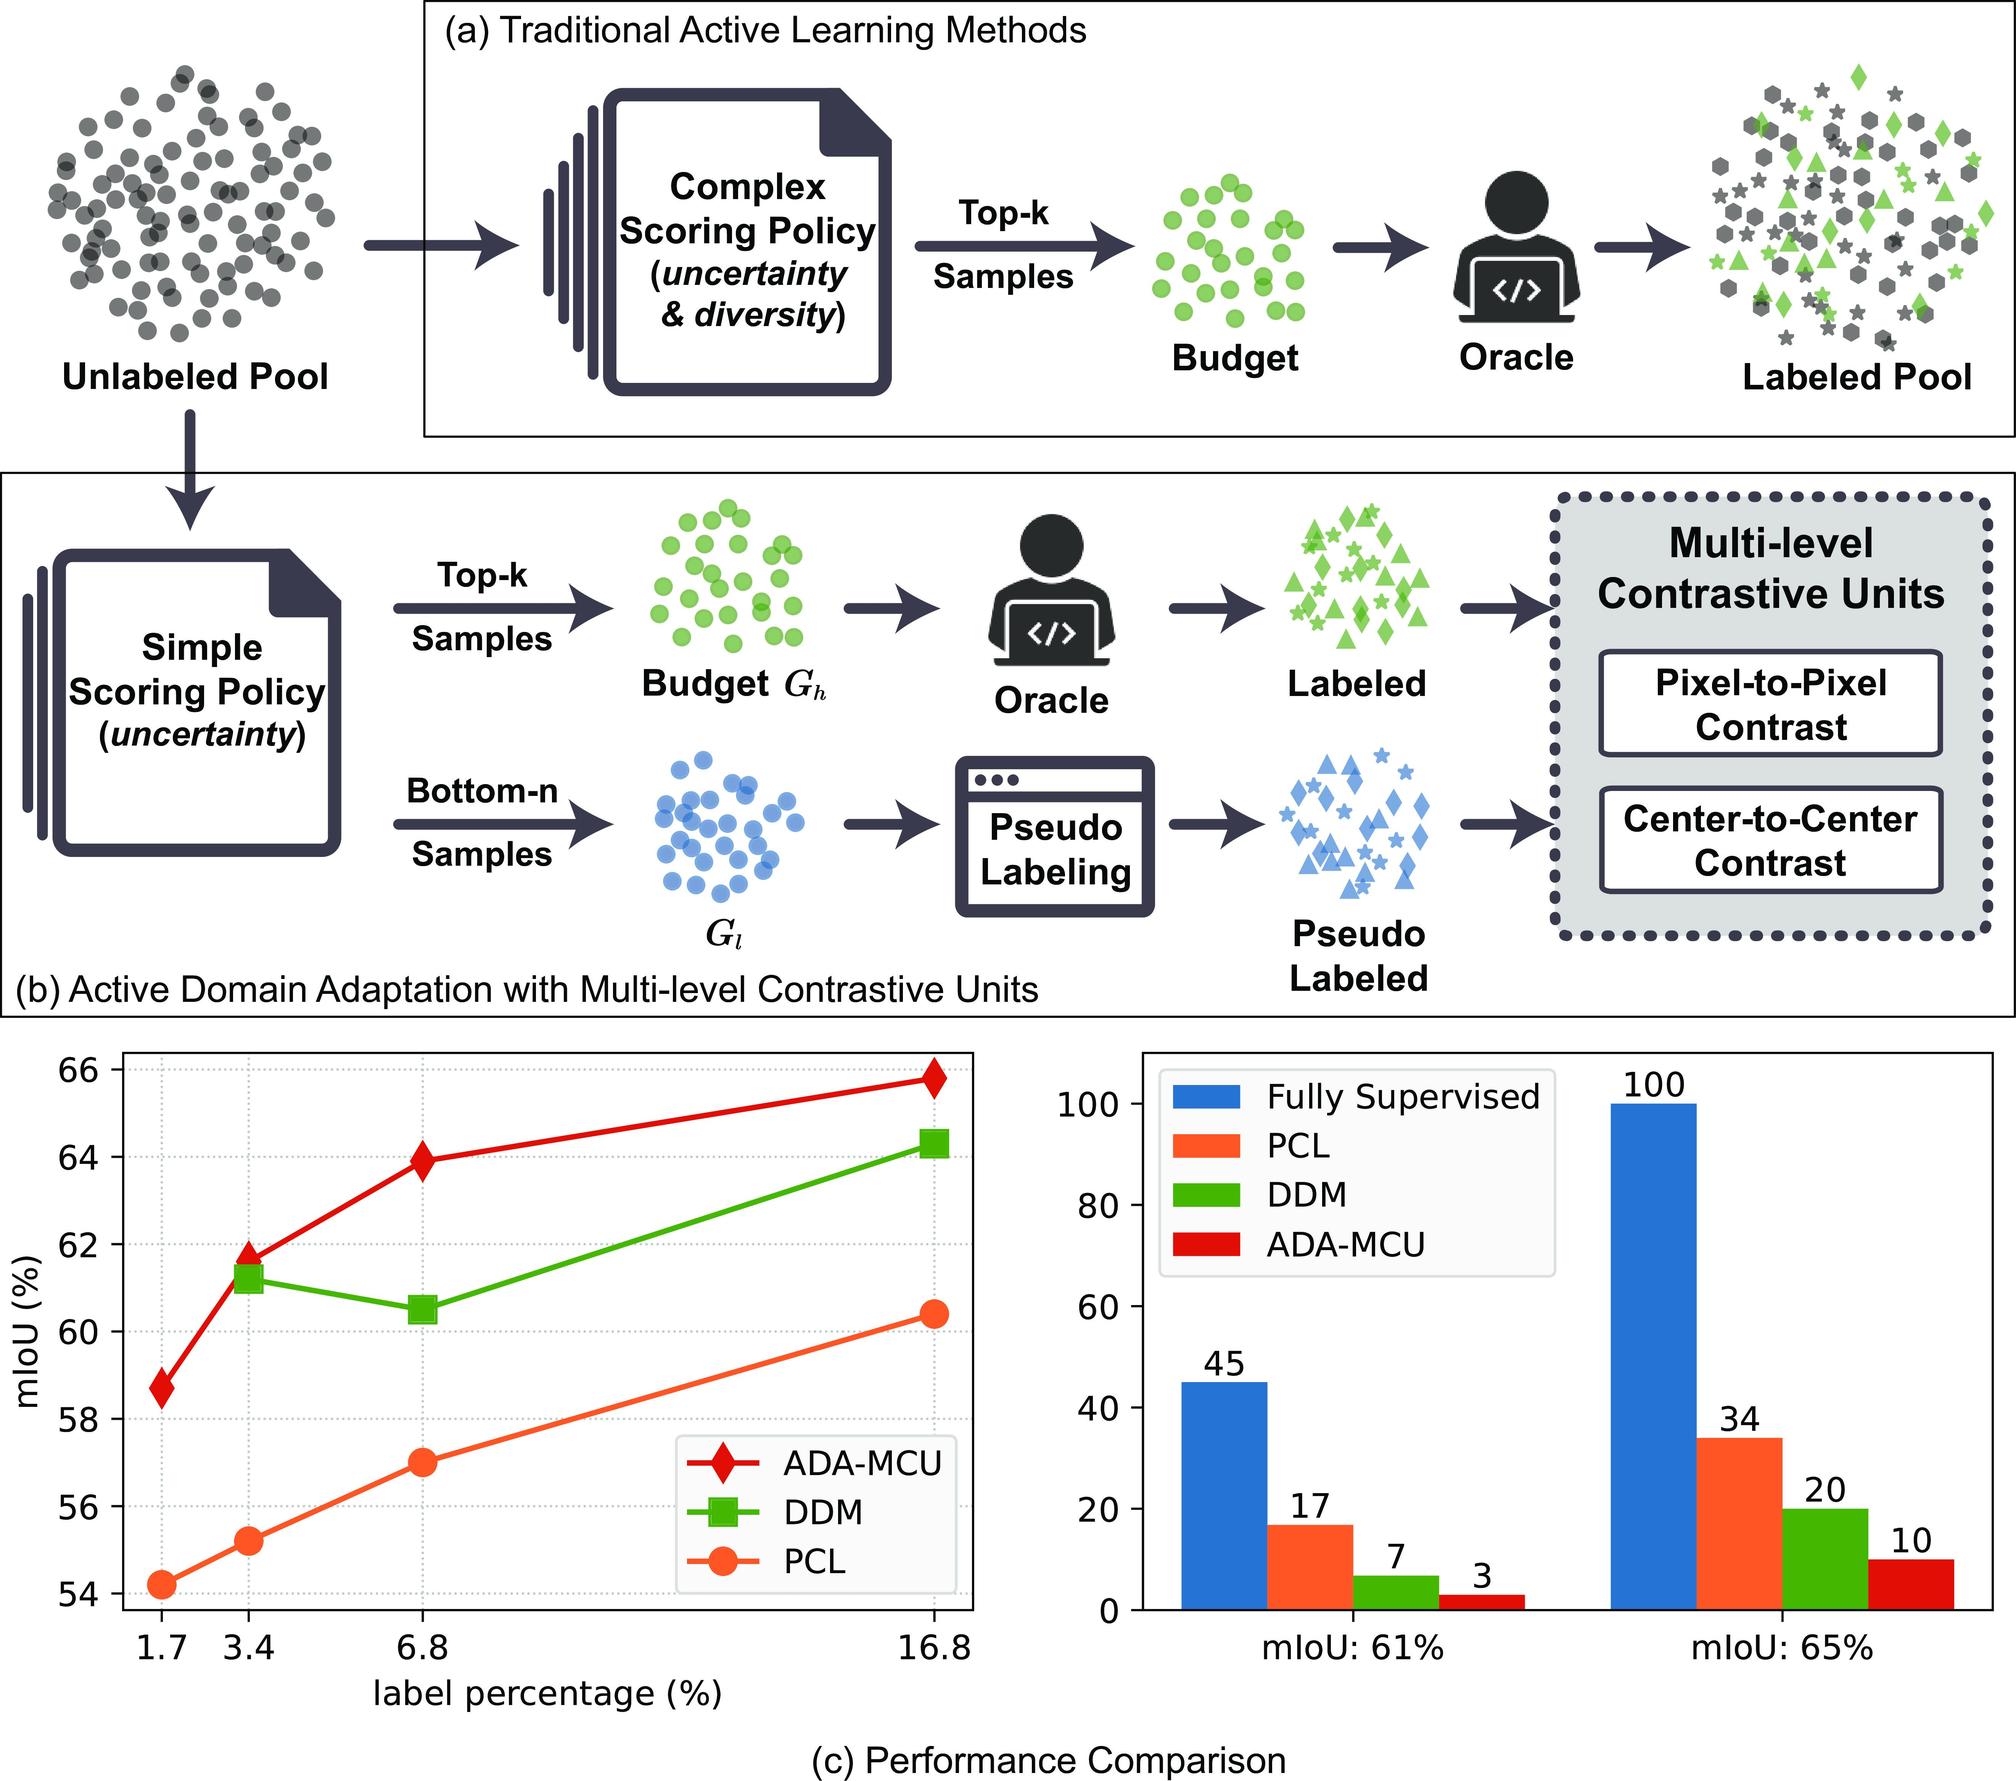 (a) Traditional Active Learning Methods
Unlabeled Pool
Complex
Scoring Policy
(uncertainty
& diversity)
Top-k
Samples
Budget
</>
Oracle
Labeled Pool
Simple
Scoring Policy
(uncertainty)
Top-k
Samples
Budget G_h
</>
Oracle
Labeled
Bottom-n
Samples
G_l
Pseudo
Labeling
Pseudo
Labeled
Multi-level
Contrastive Units
Pixel-to-Pixel
Contrast
Center-to-Center
Contrast
(b) Active Domain Adaptation with Multi-level Contrastive Units
mIoU (%)
66
64
62
60
58
56
54
ADA-MCU
DDM
PCL
1.7 3.4 6.8 16.8
label percentage (%)
100
80
60
40
20
0
Fully Supervised
PCL
DDM
ADA-MCU
45
17
7
3
100
34
20
10
mIoU: 61% mIoU: 65%
(c) Performance Comparison